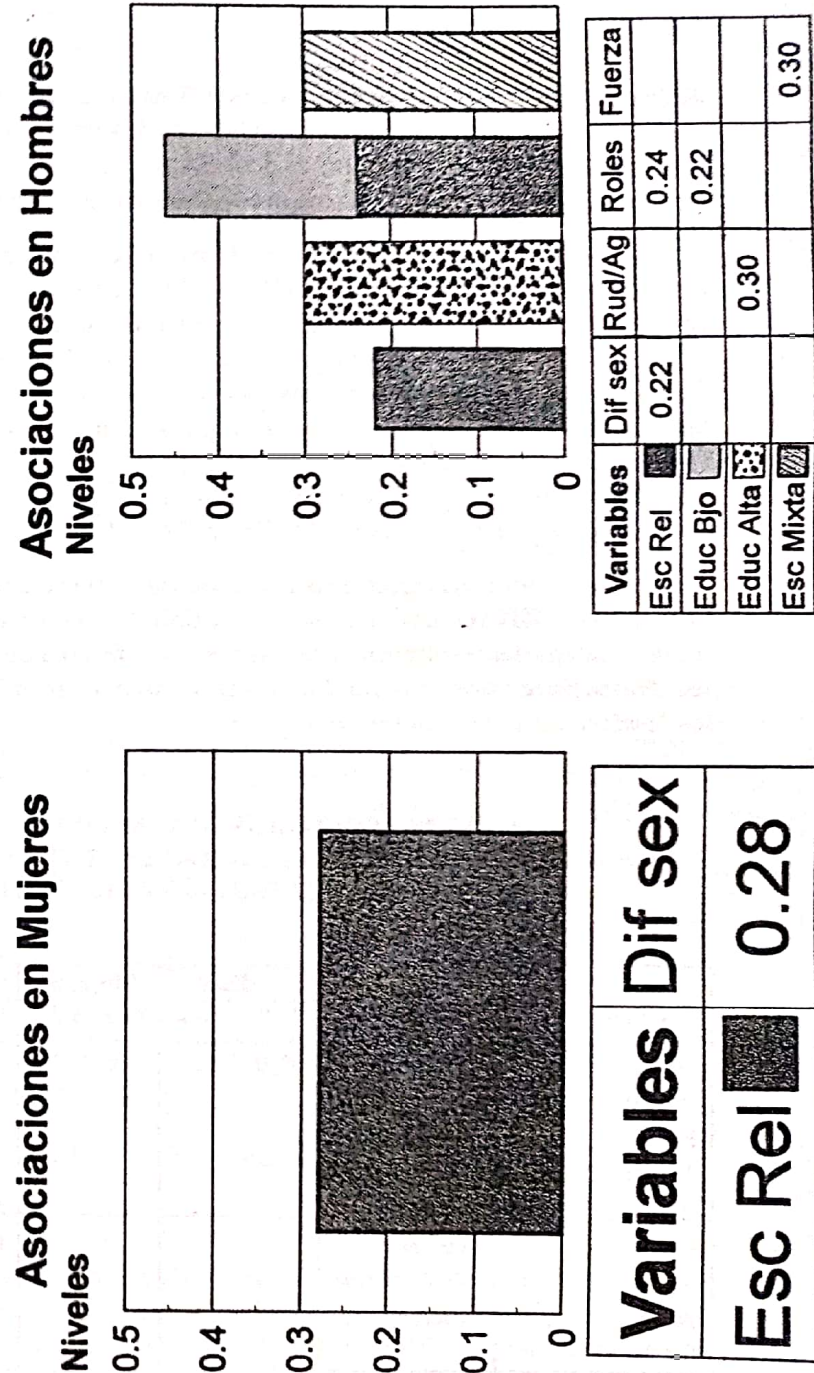 Asociaciones en Mujeres
Niveles
0.5
0.4
0.3
0.2
0.1
0
Variables Dif sex
Esc Rel 0.28
Asociaciones en Hombres
Niveles
0.5
0.4
0.3
0.2
0.1
0
Variables Dif sex Rud/Ag Roles Fuerza
Esc Rel 0.22 0.24
Educ Bjo 0.22
Educ Alta 0.30
Esc Mixta 0.30